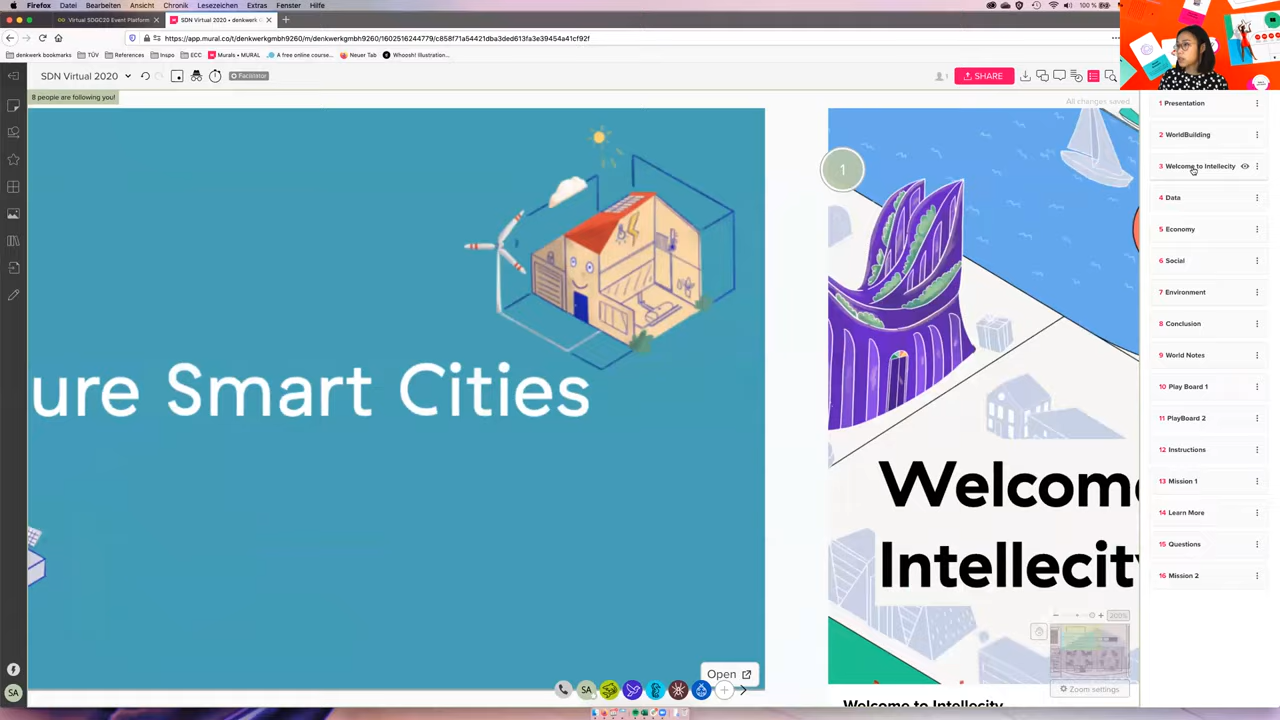 Firefox Datei Bearbeiten Ansicht Chronik Lesezeichen Extras Fenster Hilfe
100 %
Virtual SDGC20 Event Platform
SDN Virtual 2020 • denkwerk
https://app.mural.co/t/denkwerkgmbh9260/m/denkwerkgmbh9260/1602516244779/c858f71a54421dba3ded613fa3e39454a41cf92f
denkwerk bookmarks TÜV References Inspo ECC Murals • MURAL A free online course... Neuer Tab Whoosh! Illustration...
SDN Virtual 2020
Facilitator
1
SHARE
8 people are following you!
All changes saved
1 Presentation
2 WorldBuilding
3 Welcome to Intellecity
4 Data
5 Economy
6 Social
7 Environment
8 Conclusion
9 World Notes
10 Play Board 1
11 PlayBoard 2
12 Instructions
13 Mission 1
14 Learn More
15 Questions
16 Mission 2
ure Smart Cities
1
Welcom
Intellecity
Welcome to Intellecity
Open
SA
SA
200%
Zoom settings